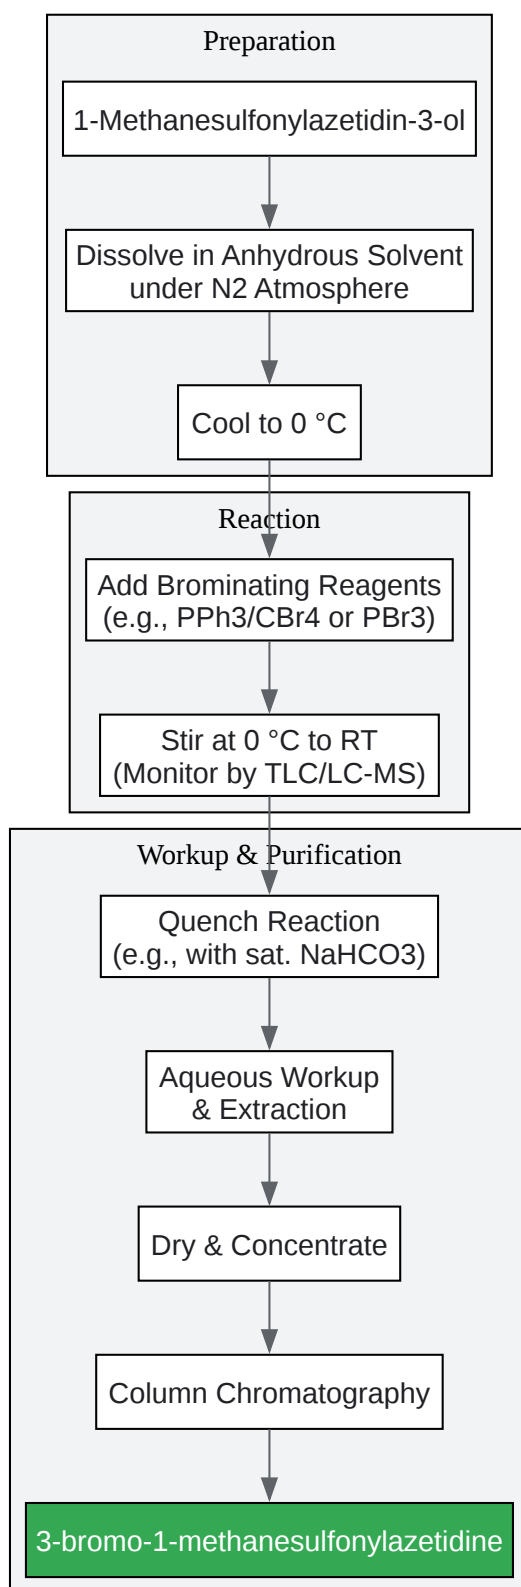 Preparation
1-Methanesulfonylazetidin-3-ol
Dissolve in Anhydrous Solvent
under N2 Atmosphere
Cool to 0 °C
Reaction
Add Brominating Reagents
(e.g., PPh3/CBr4 or PBr3)
Stir at 0 °C to RT
(Monitor by TLC/LC-MS)
Workup & Purification
Quench Reaction
(e.g., with sat. NaHCO3)
Aqueous Workup
& Extraction
Dry & Concentrate
Column Chromatography
3-bromo-1-methanesulfonylazetidine